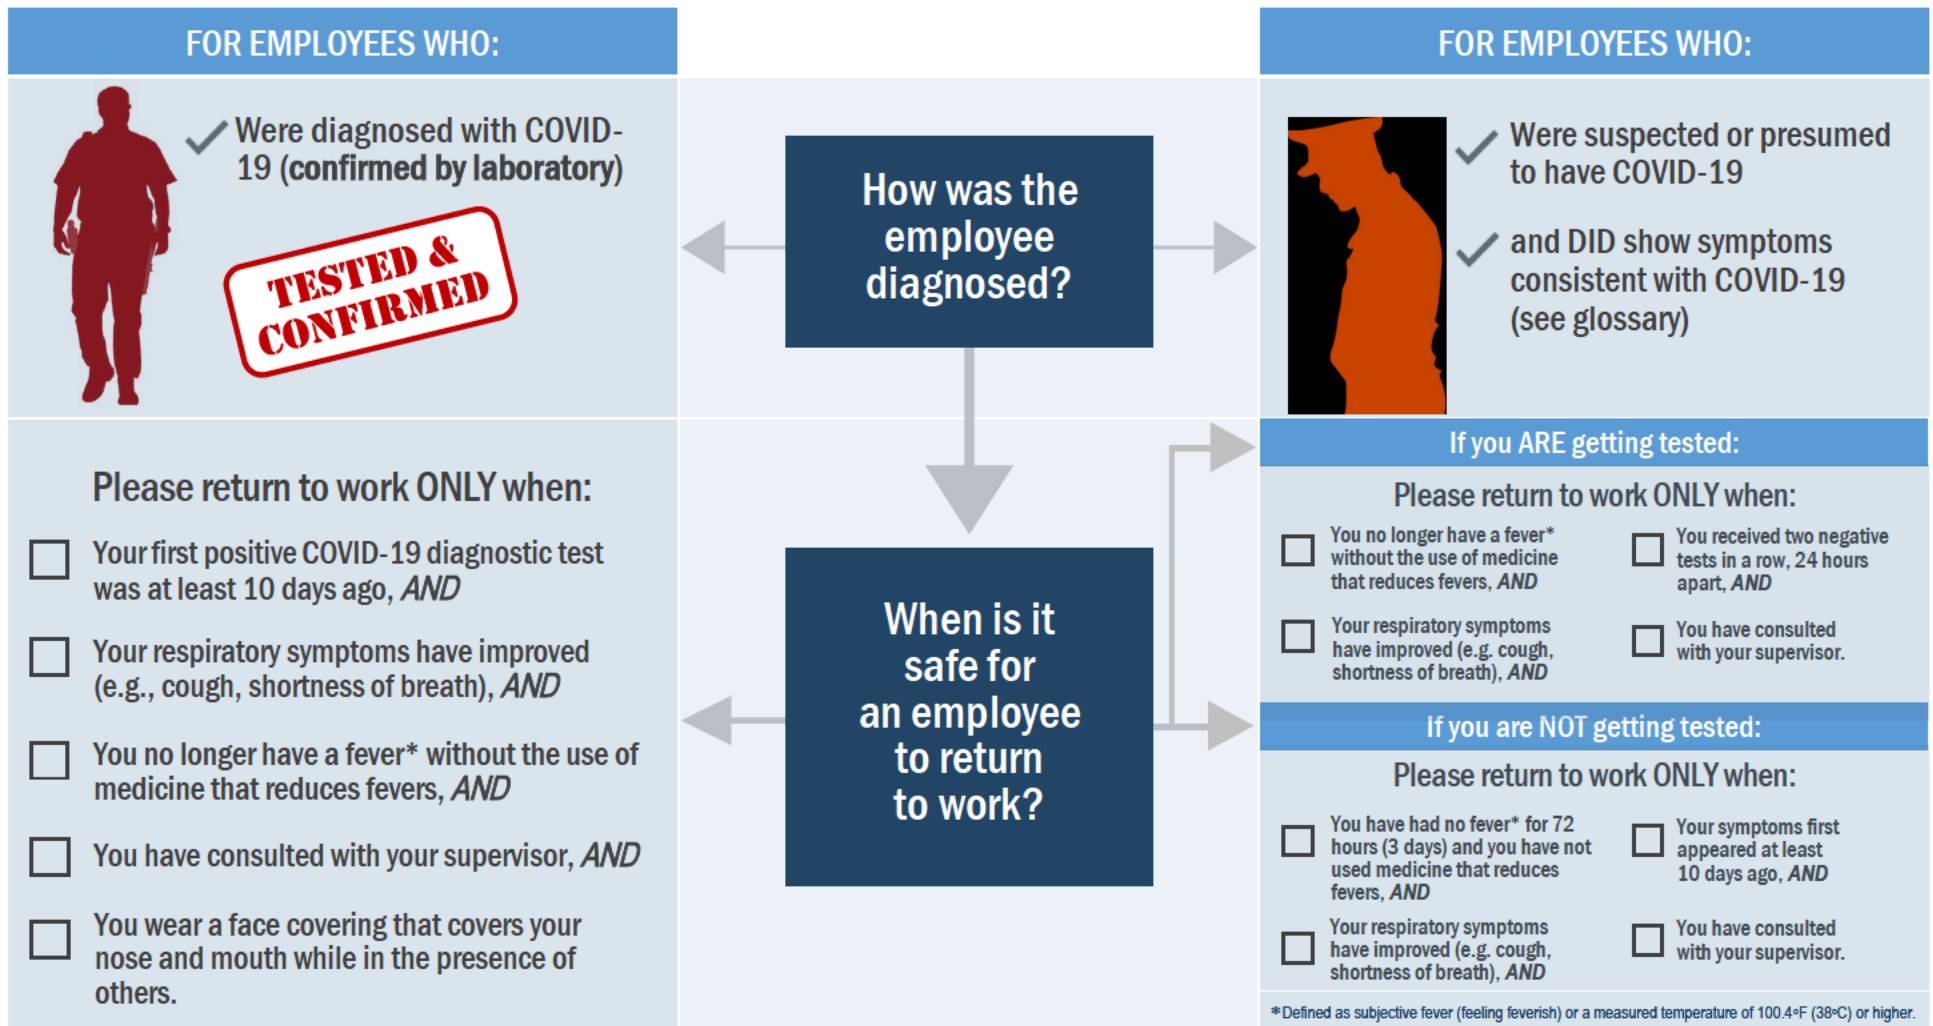 FOR EMPLOYEES WHO:
Were diagnosed with COVID-
19 (confirmed by laboratory)
TESTED &
CONFIRMED
How was the
employee
diagnosed?
FOR EMPLOYEES WHO:
Were suspected or presumed
to have COVID-19
and DID show symptoms
consistent with COVID-19
(see glossary)
Please return to work ONLY when:
Your first positive COVID-19 diagnostic test
was at least 10 days ago, AND
Your respiratory symptoms have improved
(e.g., cough, shortness of breath), AND
You no longer have a fever* without the use of
medicine that reduces fevers, AND
You have consulted with your supervisor, AND
You wear a face covering that covers your
nose and mouth while in the presence of
others.
When is it
safe for
an employee
to return
to work?
If you ARE getting tested:
Please return to work ONLY when:
You no longer have a fever*
without the use of medicine
that reduces fevers, AND
You received two negative
tests in a row, 24 hours
apart, AND
Your respiratory symptoms
have improved (e.g. cough,
shortness of breath), AND
You have consulted
with your supervisor.
If you are NOT getting tested:
Please return to work ONLY when:
You have had no fever* for 72
hours (3 days) and you have not
used medicine that reduces
fevers, AND
Your symptoms first
appeared at least
10 days ago, AND
Your respiratory symptoms
have improved (e.g. cough,
shortness of breath), AND
You have consulted
with your supervisor.
*Defined as subjective fever (feeling feverish) or a measured temperature of 100.4ºF (38ºC) or higher.